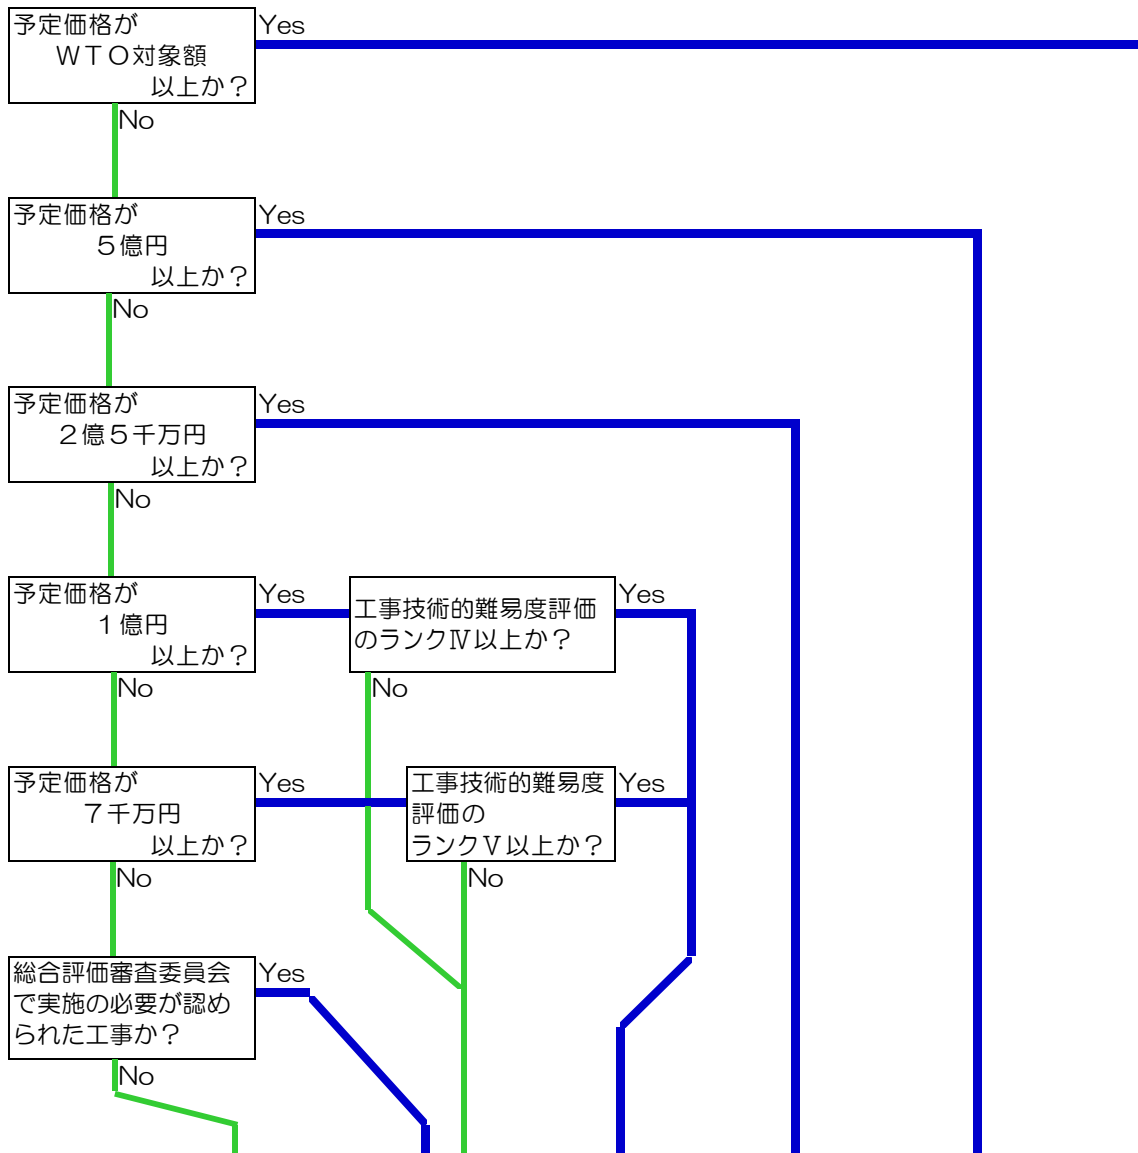 予定価格が
ＷＴＯ対象額
以上か？
Yes
No
予定価格が
５億円
以上か？
Yes
No
予定価格が
２億５千万円
以上か？
Yes
No
予定価格が
１億円
以上か？
Yes
No
工事技術的難易度評価
のランクⅣ以上か？
Yes
No
予定価格が
７千万円
以上か？
Yes
No
工事技術的難易度
評価の
ランクⅤ以上か？
Yes
No
総合評価審査委員会
で実施の必要が認め
られた工事か？
Yes
No